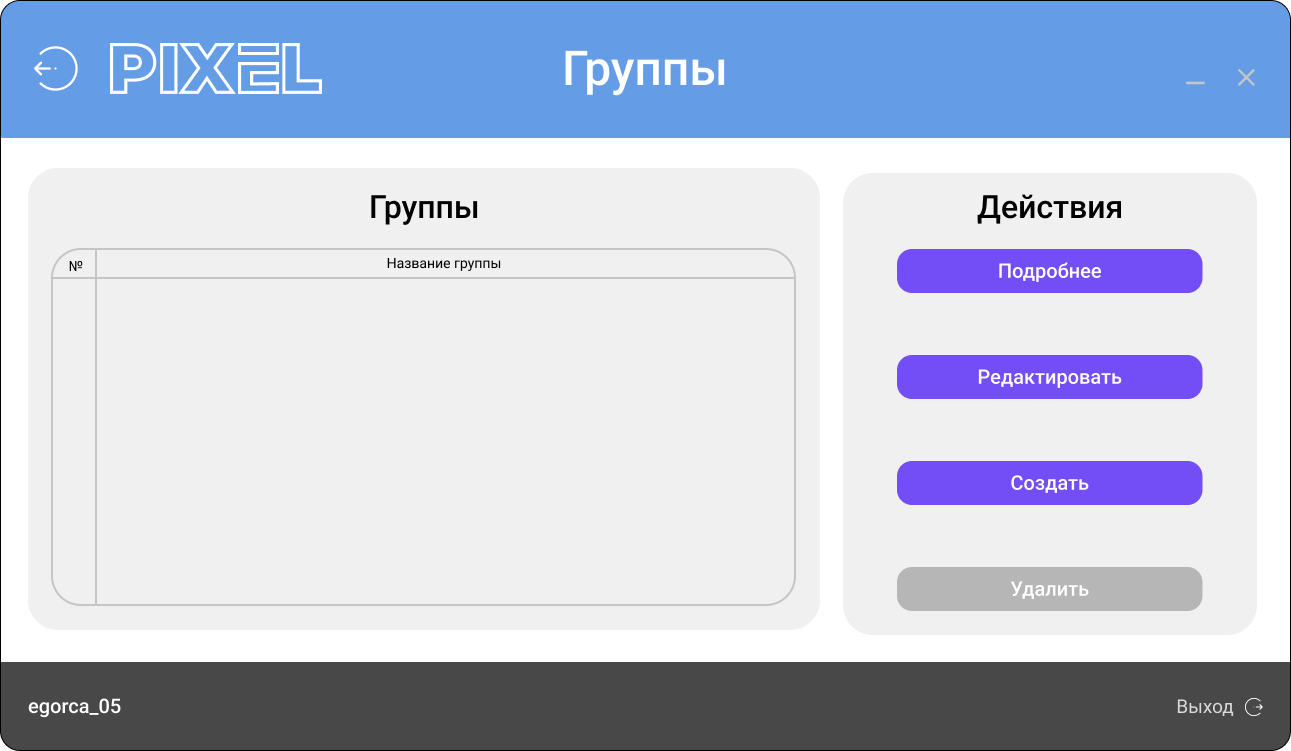 PIXEL
Группы
Группы
№
Название группы
Действия
Подробнее
Редактировать
Создать
Удалить
egorca_05
Выход